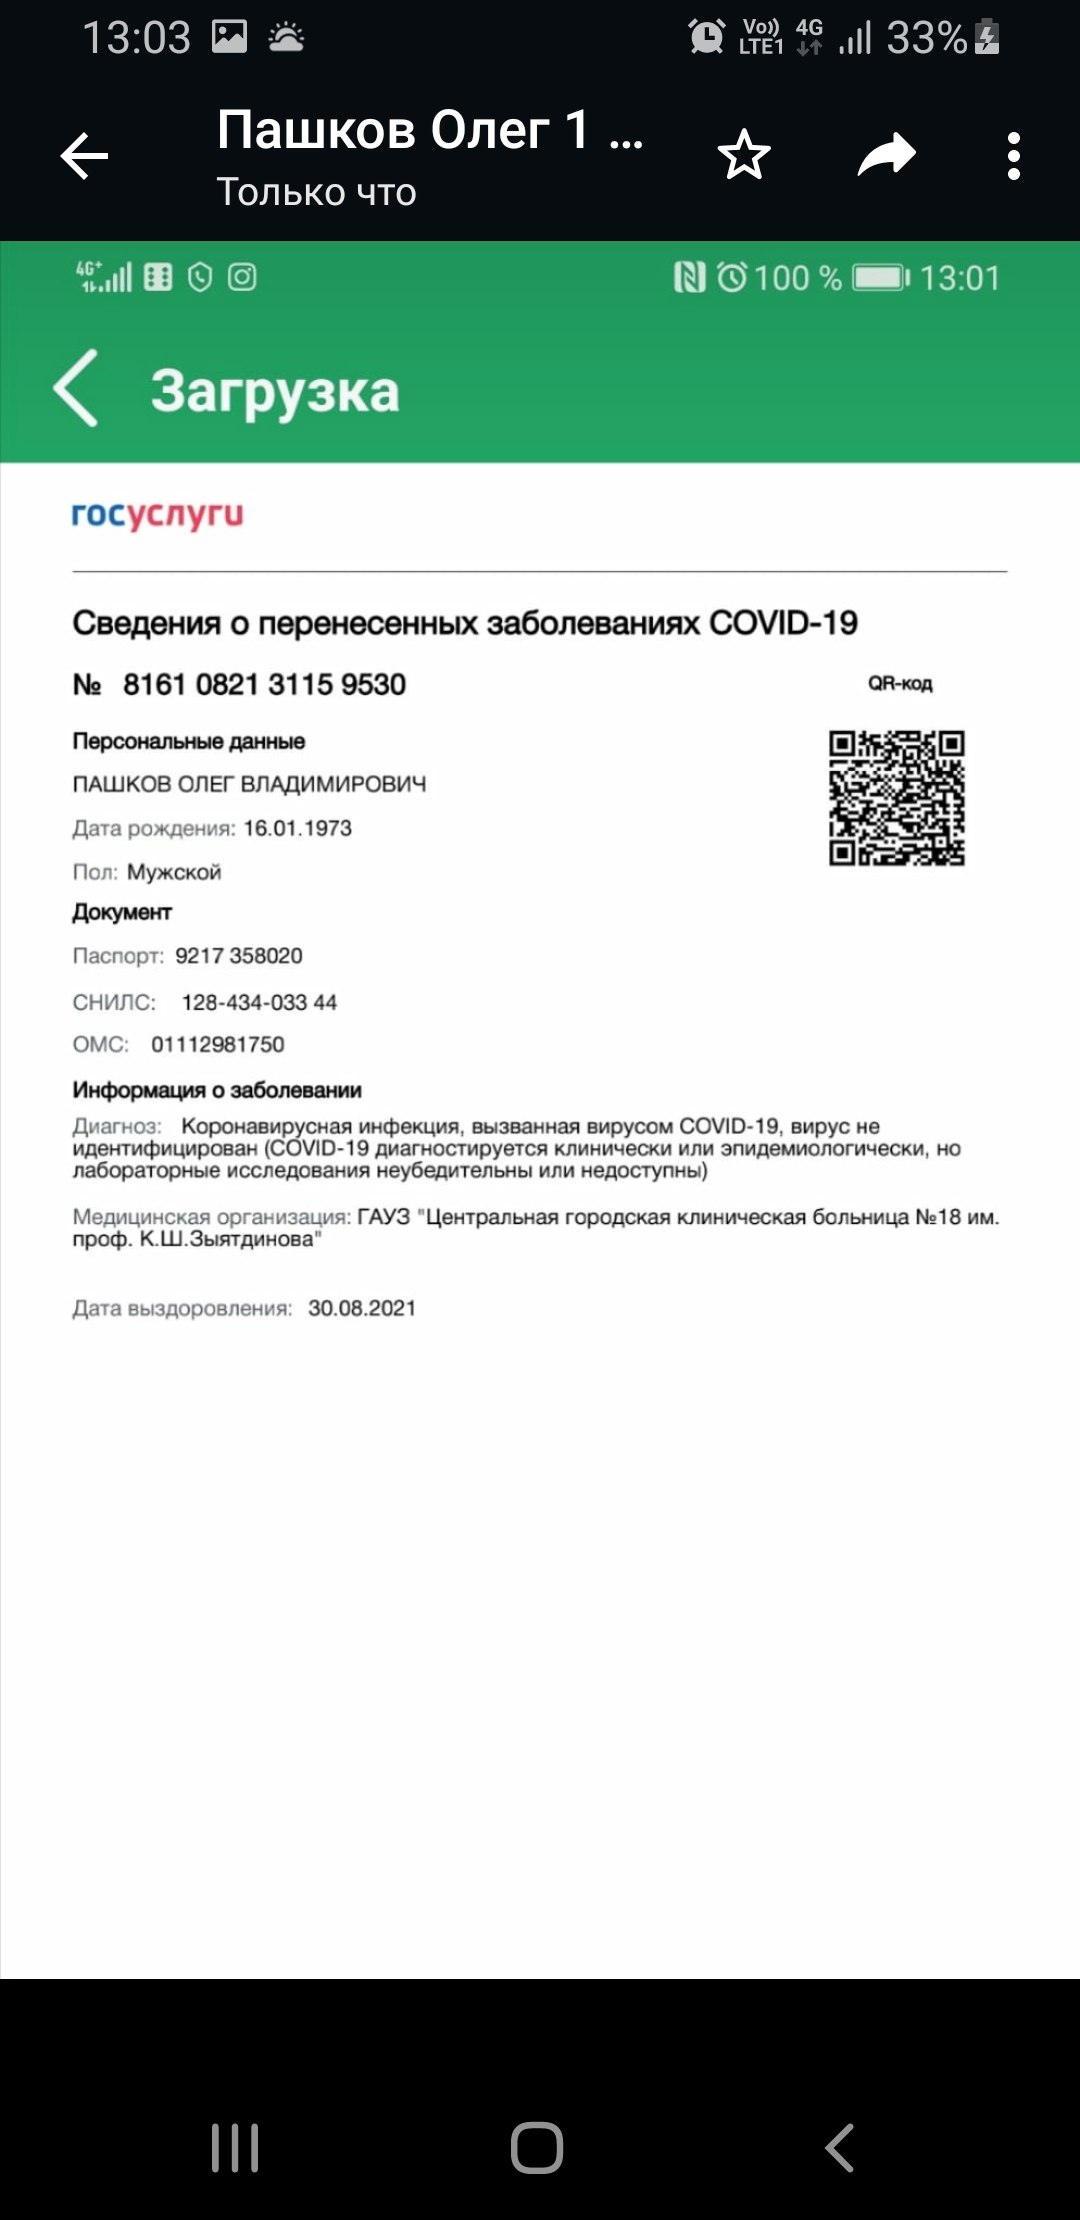 13:03 Vo)) LTE1 4G 33%
Пашков Олег 1 ...
Только что
4G+ 100 % 13:01
Загрузка
госуслуги
Сведения о перенесенных заболеваниях COVID-19
№ 8161 0821 3115 9530
QR-код
Персональные данные
ПАШКОВ ОЛЕГ ВЛАДИМИРОВИЧ
Дата рождения: 16.01.1973
Пол: Мужской
Документ
Паспорт: 9217 358020
СНИЛС: 128-434-033 44
ОМС: 01112981750
Информация о заболевании
Диагноз: Коронавирусная инфекция, вызванная вирусом COVID-19, вирус не
идентифицирован (COVID-19 диагностируется клинически или эпидемиологически, но
лабораторные исследования неубедительны или недоступны)
Медицинская организация: ГАУЗ "Центральная городская клиническая больница №18 им.
проф. К.Ш.Зыятдинова"
Дата выздоровления: 30.08.2021